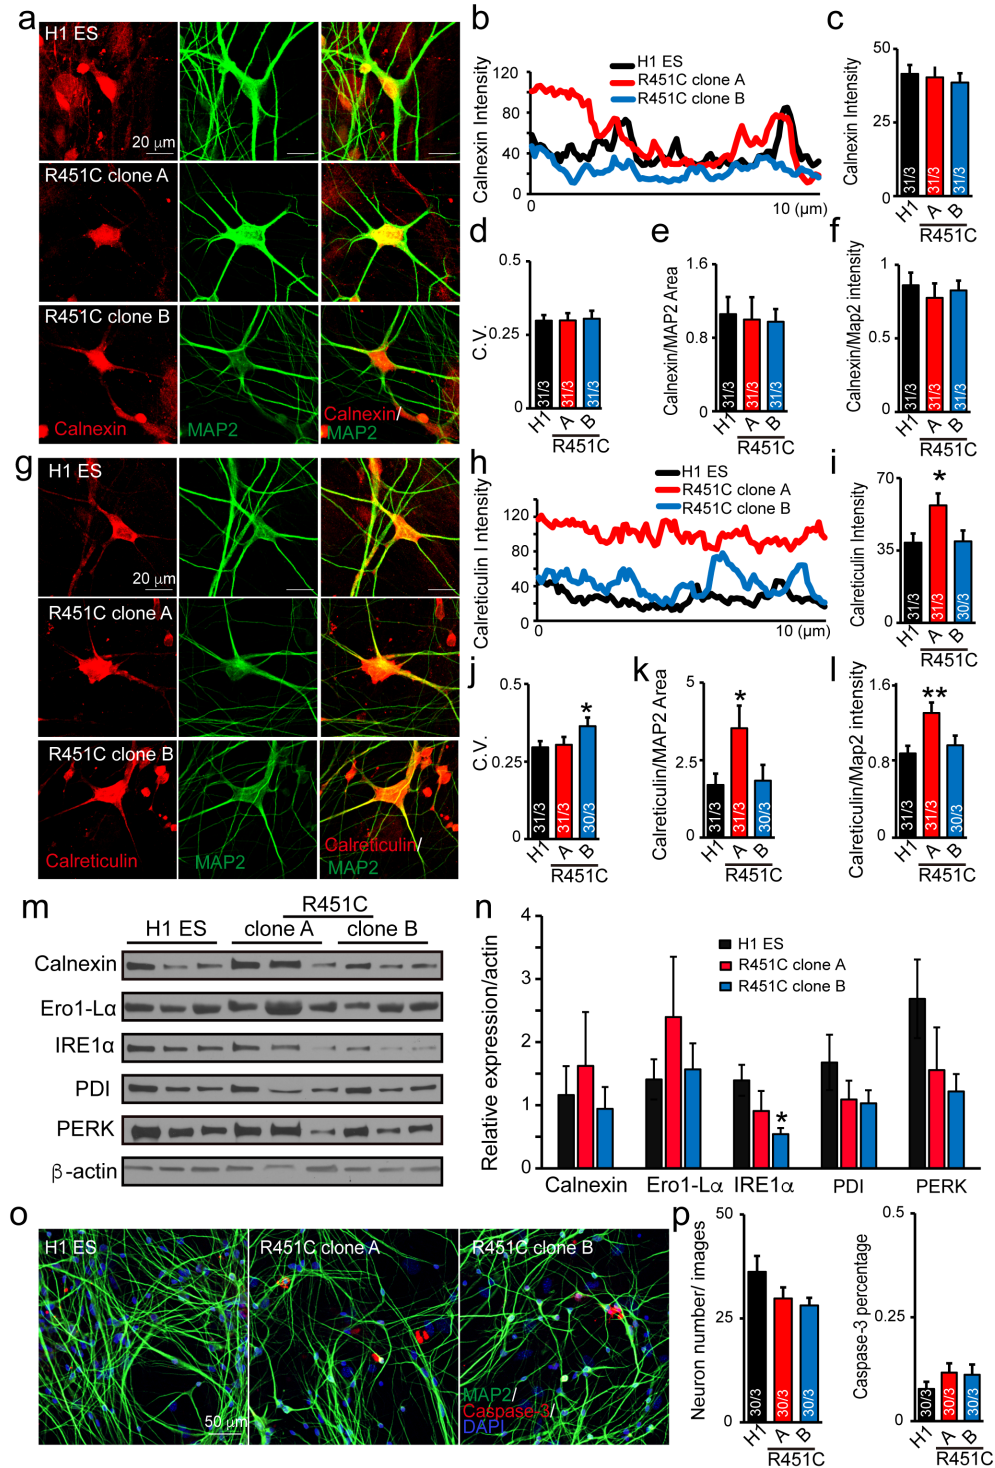 a
H1 ES
20 μm
R451C clone A
R451C clone B
Calnexin
MAP2
Calnexin/
MAP2
b
H1 ES
R451C clone A
R451C clone B
Calnexin Intensity
120
80
40
0
0
10 (μm)
c
Calnexin Intensity
50
25
0
31/3
31/3
31/3
H1
A
B
R451C
d
C.V.
0.5
0.25
0
31/3
31/3
31/3
H1
A
B
R451C
e
Calnexin/MAP2 Area
1.6
0.8
0
31/3
31/3
31/3
H1
A
B
R451C
f
Calnexin/Map2 intensity
1
0.5
0
31/3
31/3
31/3
H1
A
B
R451C
g
H1 ES
20 μm
R451C clone A
R451C clone B
Calreticulin
MAP2
Calreticulin/
MAP2
h
H1 ES
R451C clone A
R451C clone B
Calreticulin I ntensity
120
80
40
0
0
10 (μm)
i
Calreticulin Intensity
70
35
0
*
31/3
31/3
30/3
H1
A
B
R451C
j
C.V.
0.5
0.25
0
*
31/3
31/3
30/3
H1
A
B
R451C
k
Calreticulin/MAP2 Area
5
2.5
0
*
31/3
31/3
30/3
H1
A
B
R451C
l
Calreticulin/Map2 intensity
1.6
0.8
0
**
31/3
31/3
30/3
H1
A
B
R451C
m
R451C
H1 ES clone A clone B
Calnexin
Ero1-Lα
IRE1α
PDI
PERK
β-actin
n
Relative expression/actin
4
3
2
1
0
H1 ES
R451C clone A
R451C clone B
*
Calnexin Ero1-Lα IRE1α PDI PERK
o
H1 ES
R451C clone A
R451C clone B
50 μm
MAP2/
Caspase-3/
DAPI
p
Neuron number/ images
50
25
0
30/3
30/3
30/3
H1
A
B
R451C
Caspase-3 percentage
0.5
0.25
0
30/3
30/3
30/3
H1
A
B
R451C